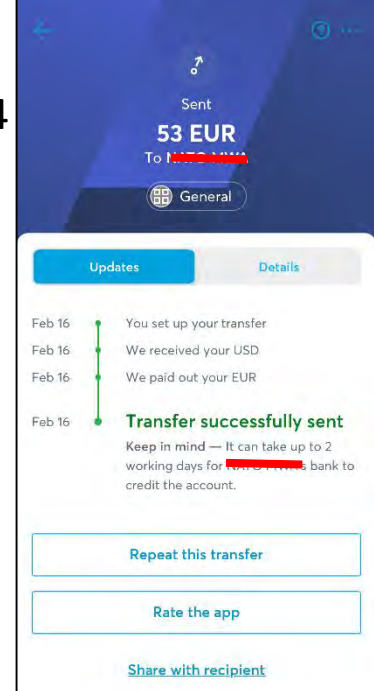 4
Sent
53 EUR
To
General
Updates
Details
Feb 16 You set up your transfer
Feb 16 We received your USD
Feb 16 We paid out your EUR
Feb 16 Transfer successfully sent
Keep in mind — It can take up to 2
working days for bank to
credit the account.
Repeat this transfer
Rate the app
Share with recipient